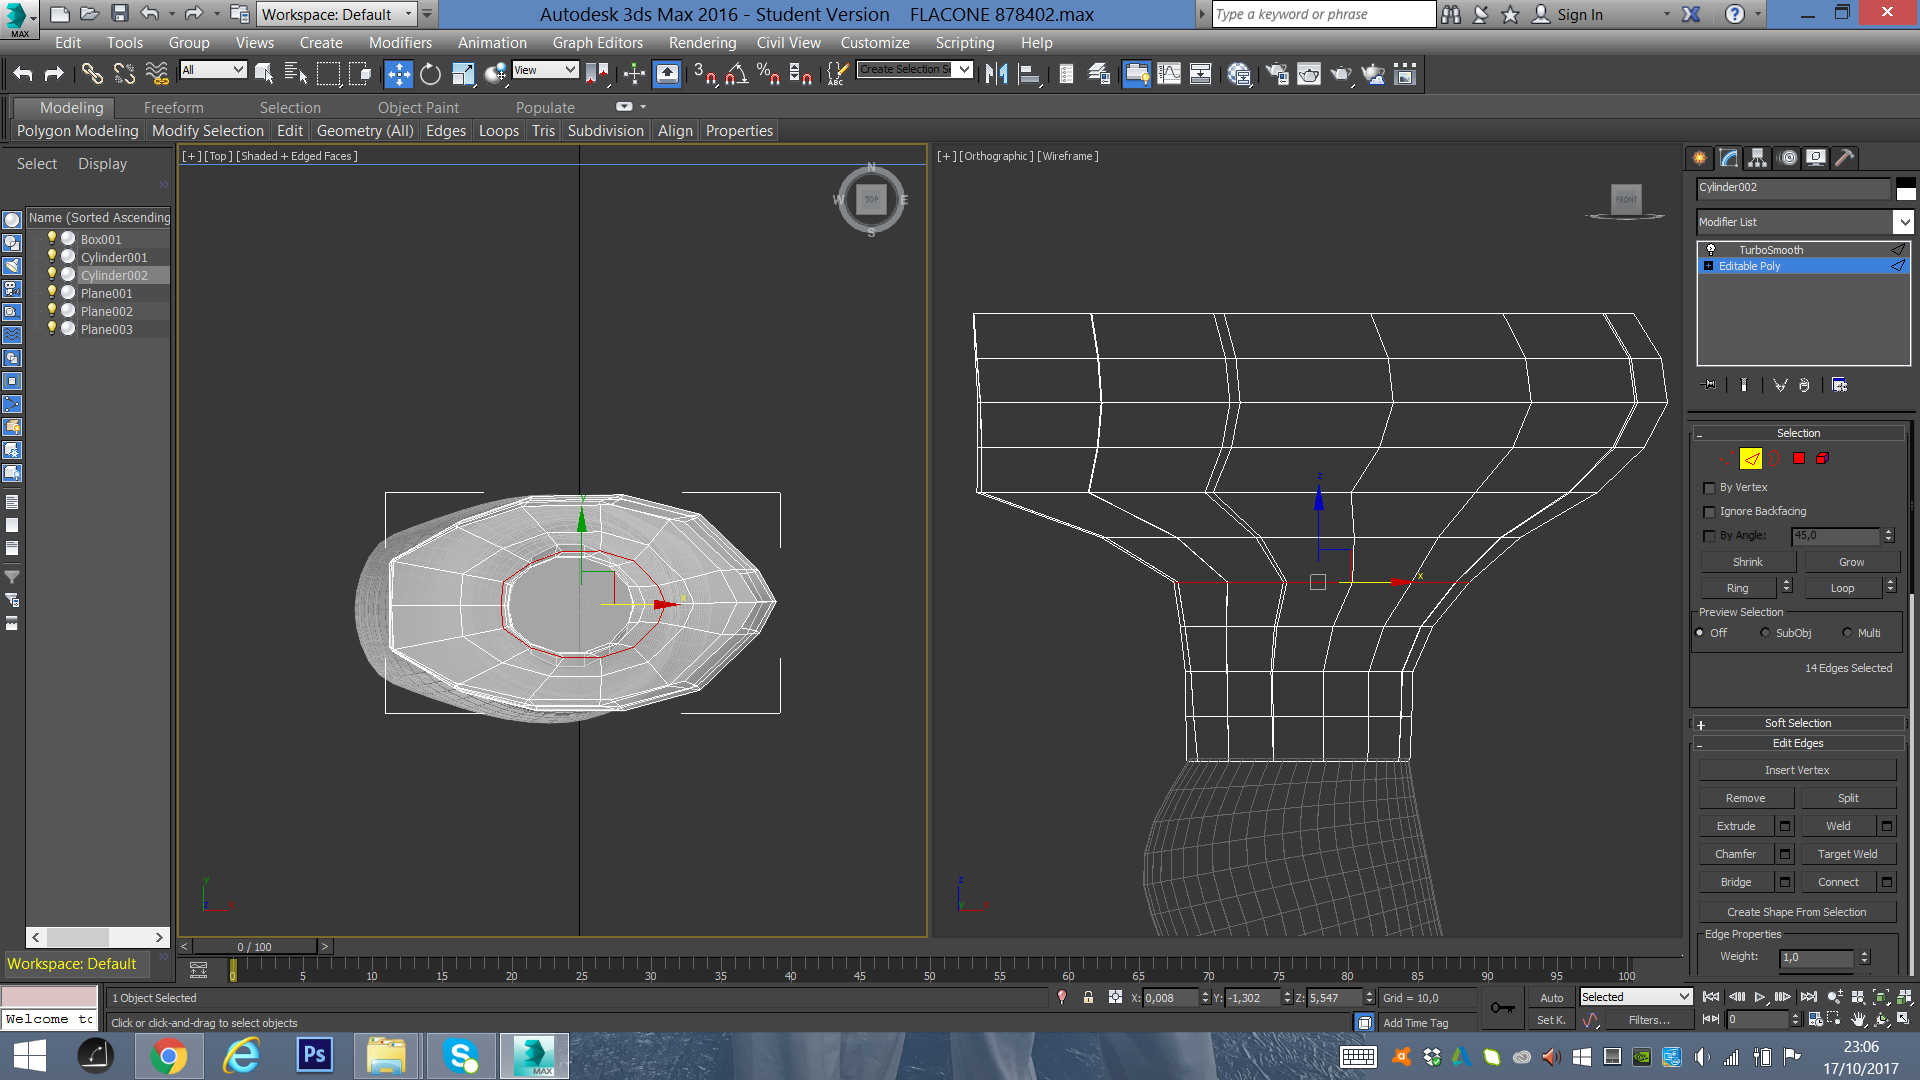 MAX
Workspace: Default
Autodesk 3ds Max 2016 - Student Version FLACONE 878402.max
Type a keyword or phrase
Sign In
Edit Tools Group Views Create Modifiers Animation Graph Editors Rendering Civil View Customize Scripting Help
All
View
3
ABC
Create Selection Se
Modeling Freeform Selection Object Paint Populate
Polygon Modeling Modify Selection Edit Geometry (All) Edges Loops Tris Subdivision Align Properties
Select Display
Name (Sorted Ascending
Box001
Cylinder001
Cylinder002
Plane001
Plane002
Plane003
[+] [Top] [Shaded + Edged Faces]
N
W TOP E
S
y
x
y
z x
[+] [Orthographic] [Wireframe]
FRONT
z
x
z
y x
Cylinder002
Modifier List
TurboSmooth
Editable Poly
Selection
By Vertex
Ignore Backfacing
By Angle: 45,0
Shrink Grow
Ring Loop
Preview Selection
Off SubObj Multi
14 Edges Selected
Soft Selection
Edit Edges
Insert Vertex
Remove Split
Extrude Weld
Chamfer Target Weld
Bridge Connect
Create Shape From Selection
Edge Properties
Weight: 1,0
< 0 / 100 >
Workspace: Default
0 5 10 15 20 25 30 35 40 45 50 55 60 65 70 75 80 85 90 95 100
1 Object Selected
X: 0,008 Y: -1,302 Z: 5,547 Grid = 10,0
Auto Selected
Welcome to
Click or click-and-drag to select objects
Add Time Tag
Set K. Filters...
0
Ps
MAX
23:06
17/10/2017